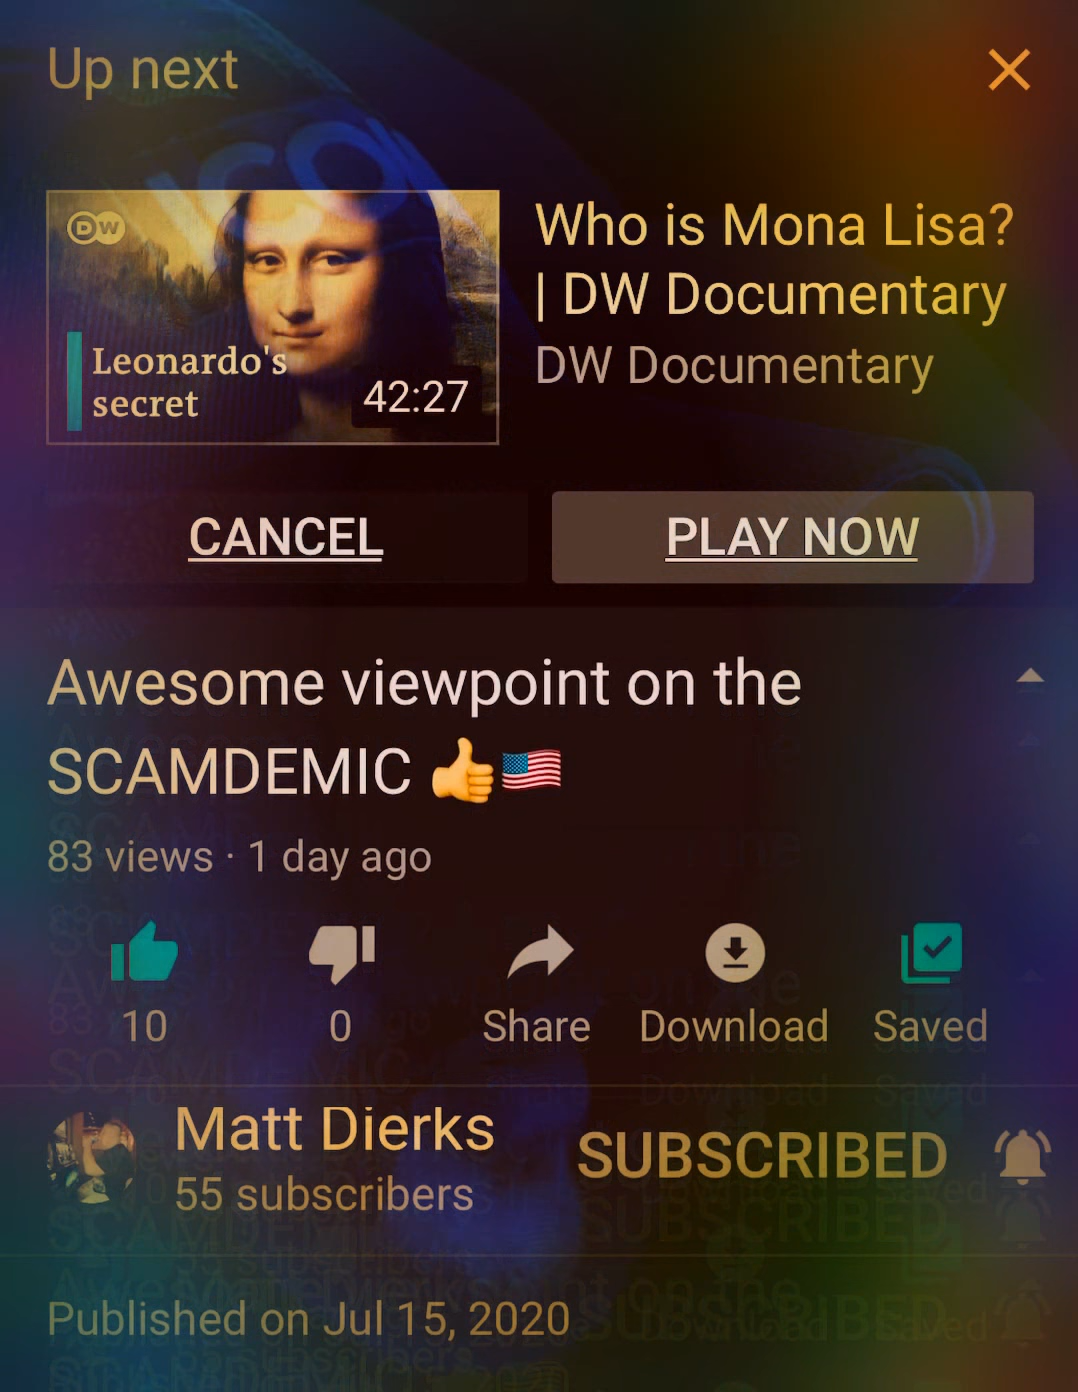 Up next
DW
Leonardo's
secret
42:27
Who is Mona Lisa?
| DW Documentary
DW Documentary
CANCEL
PLAY NOW
Awesome viewpoint on the
SCAMDEMIC 👍🇺🇸
83 views · 1 day ago
10
0
Share
Download
Saved
Matt Dierks
55 subscribers
SUBSCRIBED
Published on Jul 15, 2020